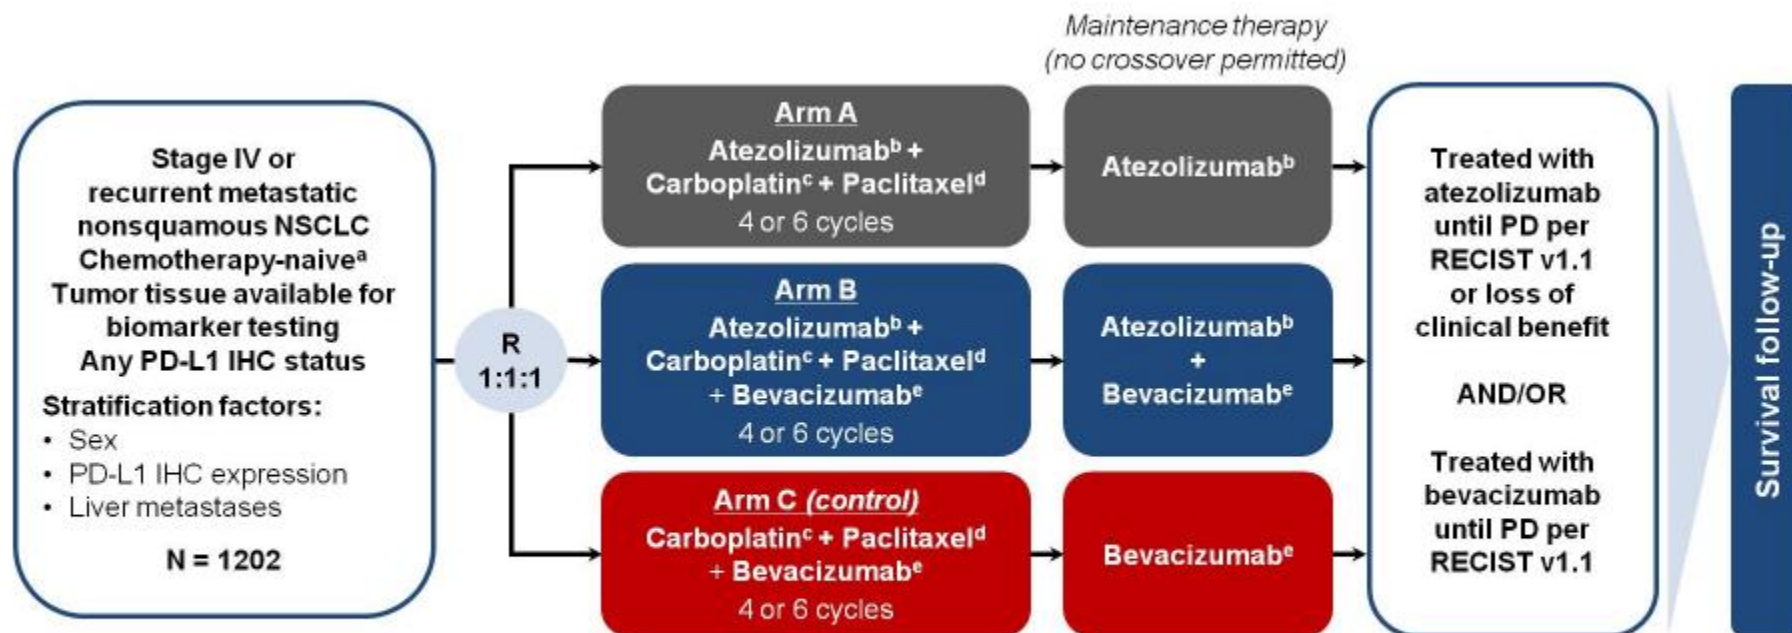 Maintenance therapy
(no crossover permitted)
Stage IV or
recurrent metastatic
nonsquamous NSCLC
Chemotherapy-naiveᵃ
Tumor tissue available for
biomarker testing
Any PD-L1 IHC status
Stratification factors:
• Sex
• PD-L1 IHC expression
• Liver metastases
N = 1202
R
1:1:1
Arm A
Atezolizumabᵇ +
Carboplatinᶜ + Paclitaxelᵈ
4 or 6 cycles
Atezolizumabᵇ
Arm B
Atezolizumabᵇ +
Carboplatinᶜ + Paclitaxelᵈ
+ Bevacizumabᵉ
4 or 6 cycles
Atezolizumabᵇ
+
Bevacizumabᵉ
Arm C (control)
Carboplatinᶜ + Paclitaxelᵈ
+ Bevacizumabᵉ
4 or 6 cycles
Bevacizumabᵉ
Treated with
atezolizumab
until PD per
RECIST v1.1
or loss of
clinical benefit
AND/OR
Treated with
bevacizumab
until PD per
RECIST v1.1
Survival follow-up